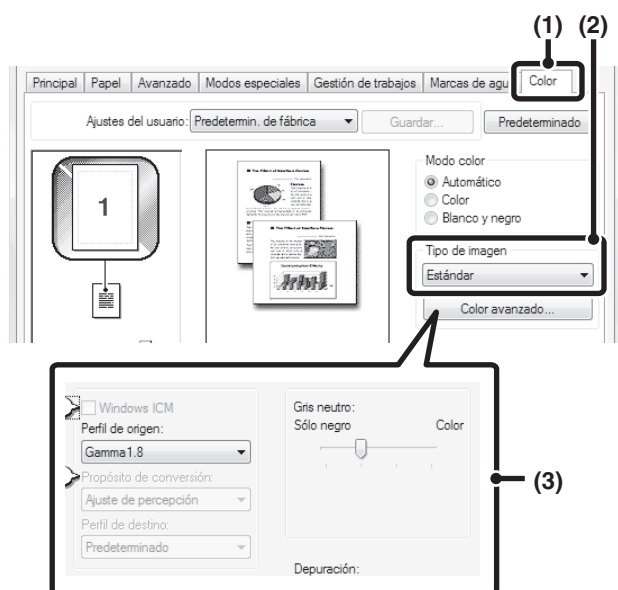 (1) (2)
Principal Papel Avanzado Modos especiales Gestión de trabajos Marcas de agu Color
Ajustes del usuario: Predetermin. de fábrica Guardar... Predeterminado
Modo color
Automático
Color
Blanco y negro
1
Tipo de imagen
Estándar
Color avanzado...
Windows ICM
Perfil de origen:
Gamma1.8
Propósito de conversión:
Ajuste de percepción
Perfil de destino:
Predeterminado
Gris neutro:
Sólo negro Color
(3)
Depuración: